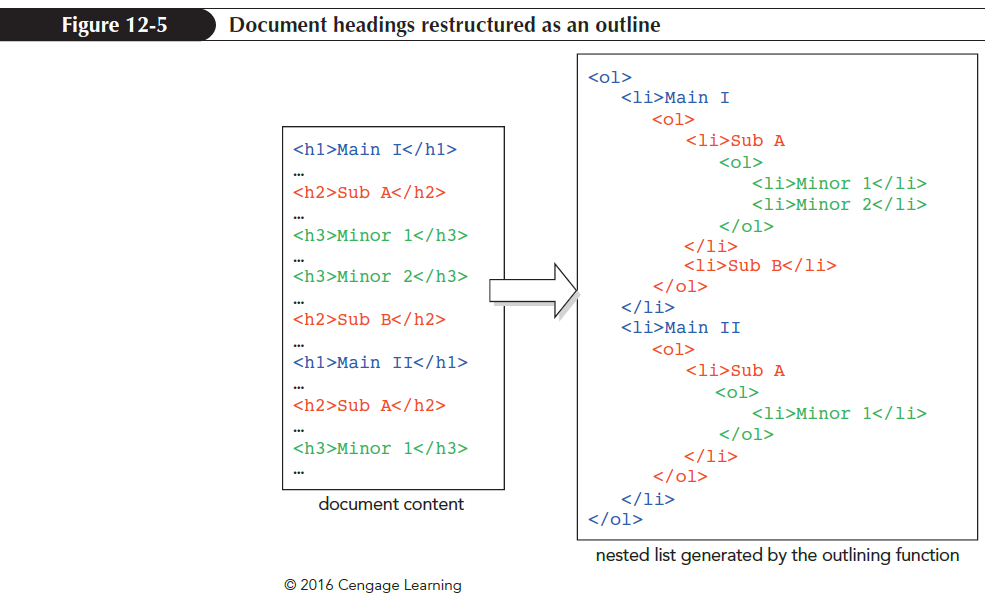 Figure 12-5 Document headings restructured as an outline
<h1>Main I</h1>
…
<h2>Sub A</h2>
…
<h3>Minor 1</h3>
…
<h3>Minor 2</h3>
…
<h2>Sub B</h2>
…
<h1>Main II</h1>
…
<h2>Sub A</h2>
…
<h3>Minor 1</h3>
…
document content
<ol>
<li>Main I
<ol>
<li>Sub A
<ol>
<li>Minor 1</li>
<li>Minor 2</li>
</ol>
</li>
<li>Sub B</li>
</ol>
</li>
<li>Main II
<ol>
<li>Sub A
<ol>
<li>Minor 1</li>
</ol>
</li>
</ol>
</li>
</ol>
nested list generated by the outlining function
© 2016 Cengage Learning